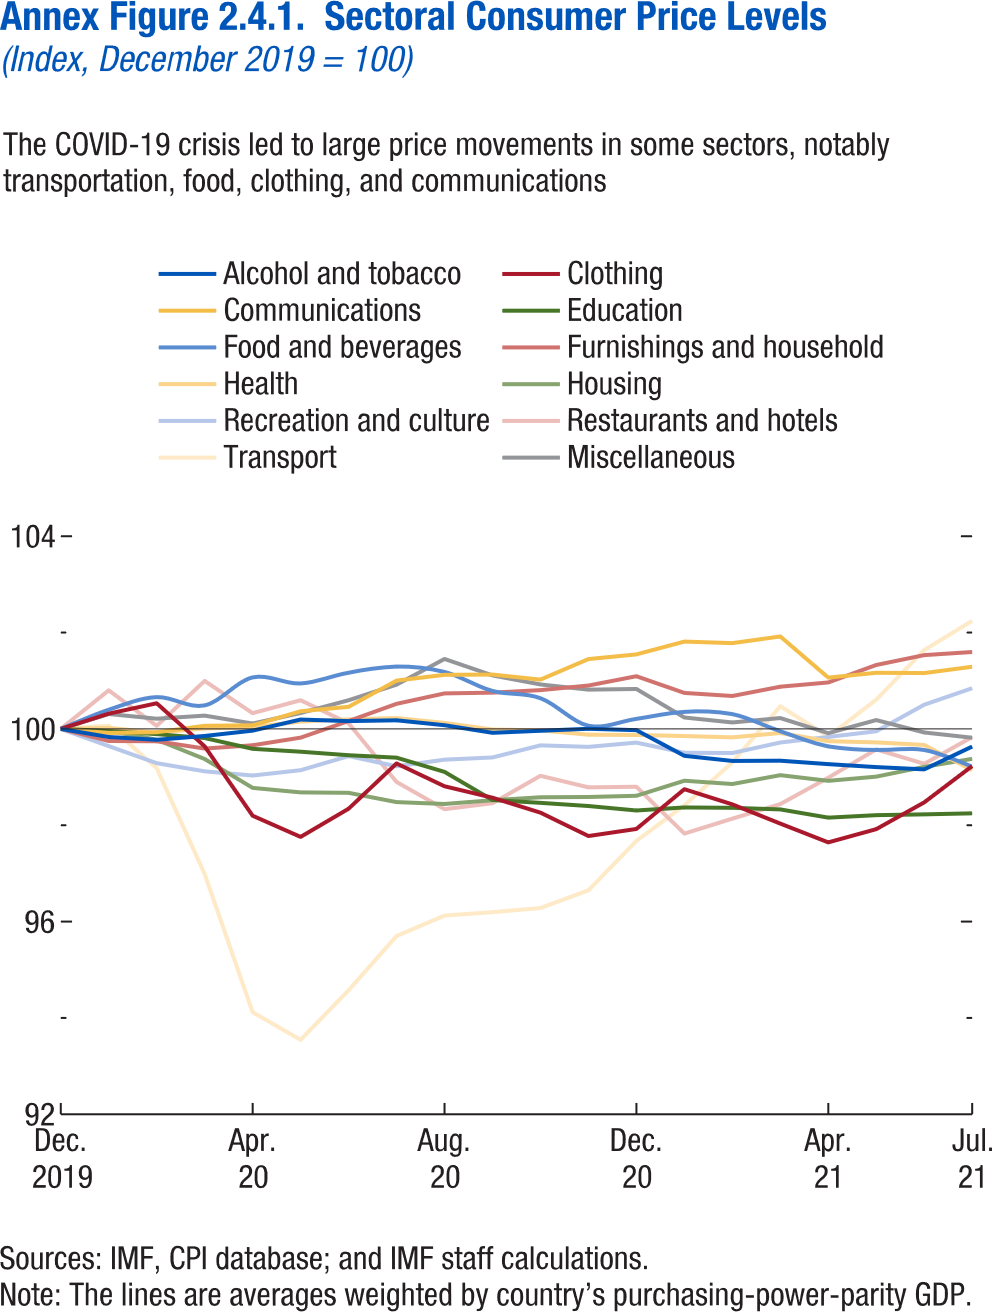 Annex Figure 2.4.1. Sectoral Consumer Price Levels
(Index, December 2019 = 100)
The COVID-19 crisis led to large price movements in some sectors, notably
transportation, food, clothing, and communications
Alcohol and tobacco
Clothing
Communications
Education
Food and beverages
Furnishings and household
Health
Housing
Recreation and culture
Restaurants and hotels
Transport
Miscellaneous
104
100
96
92
Dec.
2019
Apr.
20
Aug.
20
Dec.
20
Apr.
21
Jul.
21
Sources: IMF, CPI database; and IMF staff calculations.
Note: The lines are averages weighted by country’s purchasing-power-parity GDP.